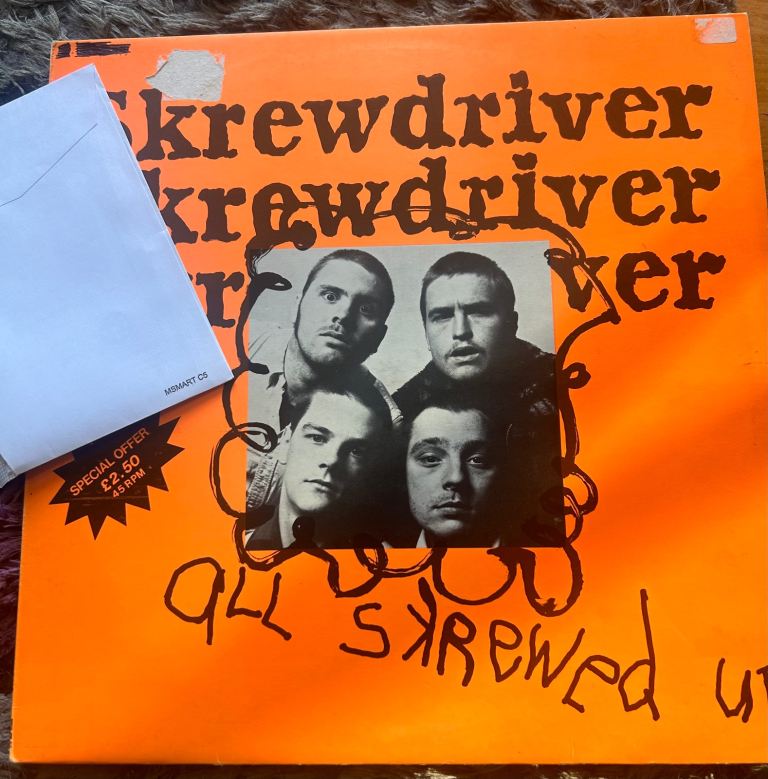 Skrewdriver
krewdriver
r ver
MSMART C5
SPECIAL OFFER
£2.50
45 RPM
all skrewed u